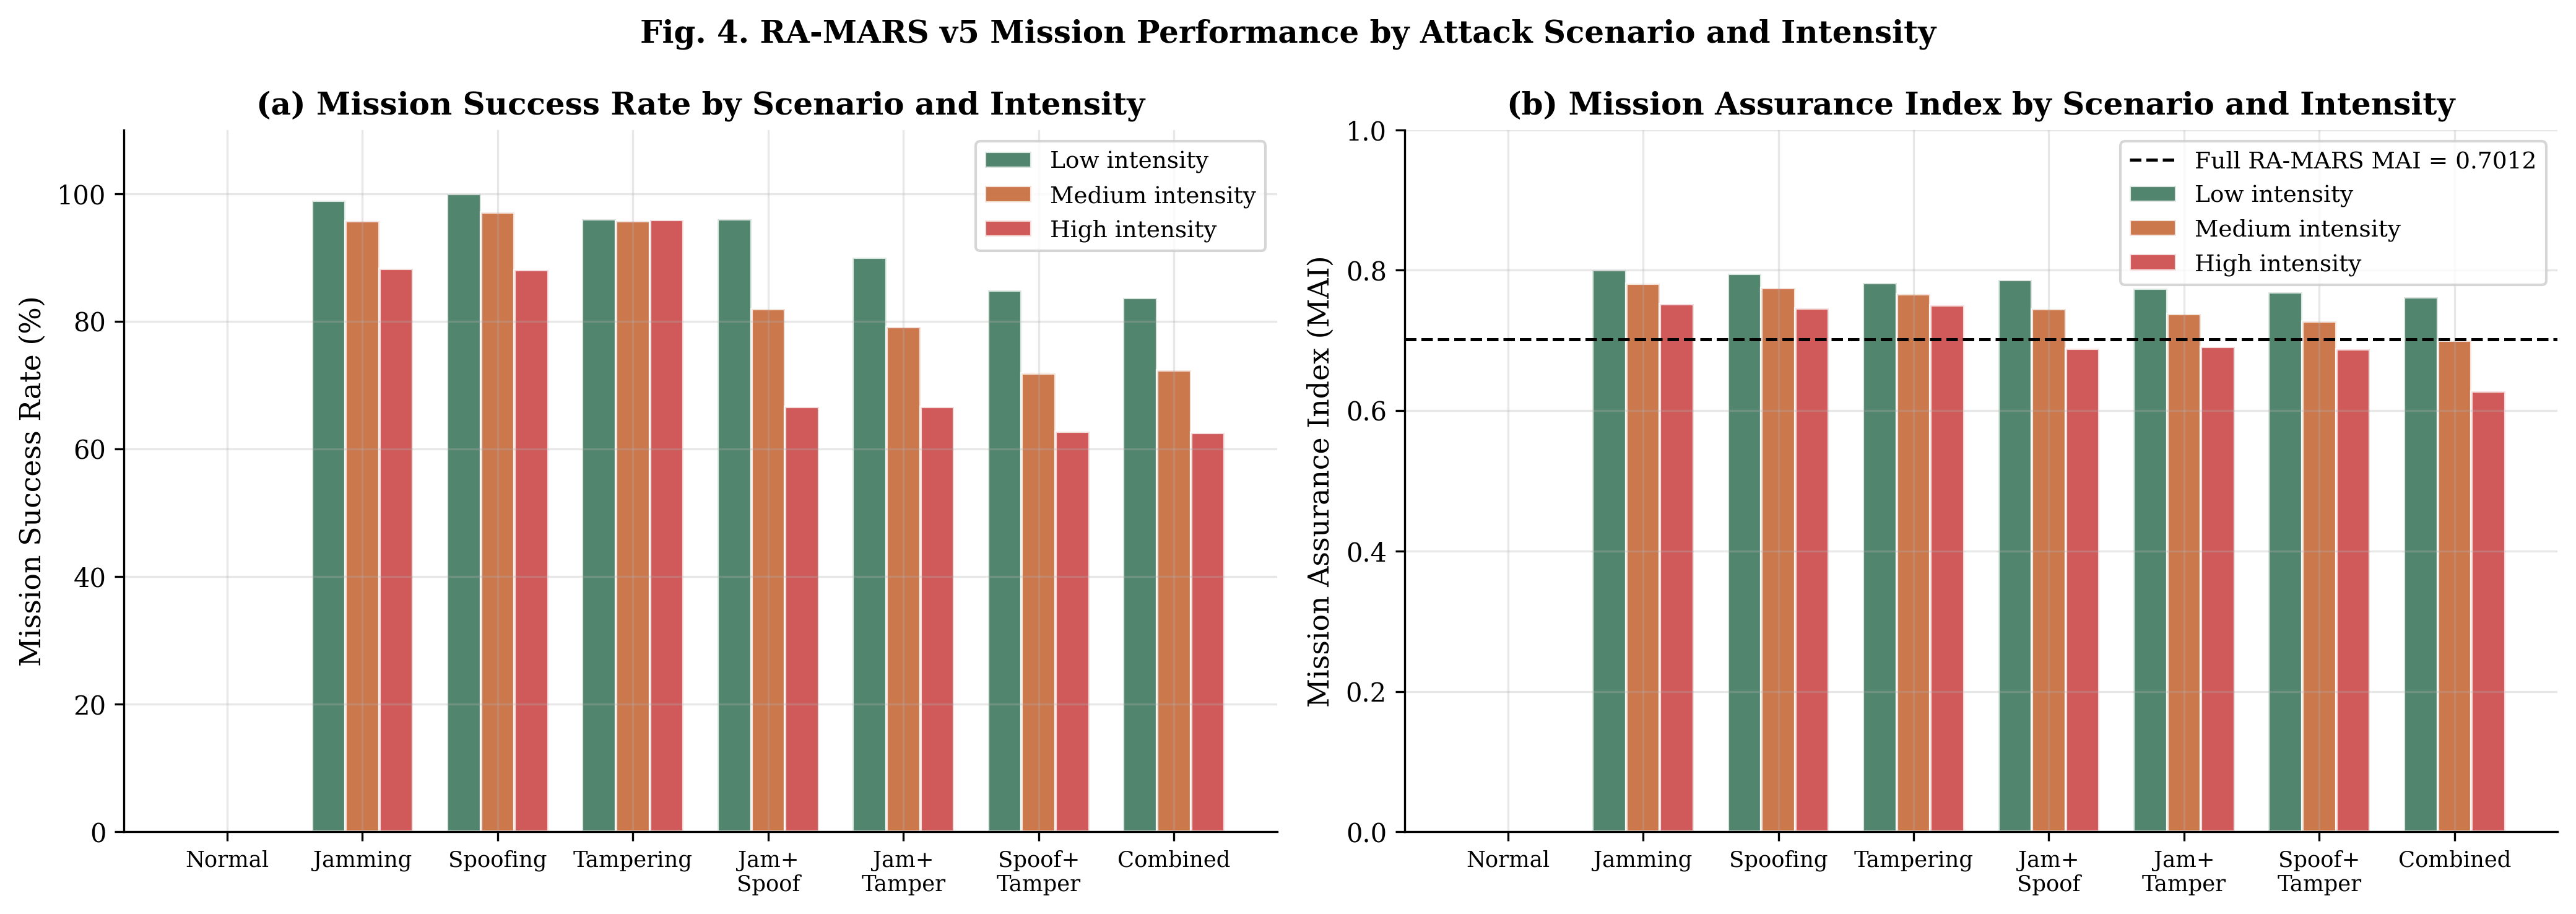 Fig. 4. RA-MARS v5 Mission Performance by Attack Scenario and Intensity
(a) Mission Success Rate by Scenario and Intensity
Mission Success Rate (%)
100
80
60
40
20
0
Low intensity
Medium intensity
High intensity
Normal
Jamming
Spoofing
Tampering
Jam+
Spoof
Jam+
Tamper
Spoof+
Tamper
Combined
(b) Mission Assurance Index by Scenario and Intensity
Mission Assurance Index (MAI)
1.0
0.8
0.6
0.4
0.2
0.0
Full RA-MARS MAI = 0.7012
Low intensity
Medium intensity
High intensity
Normal
Jamming
Spoofing
Tampering
Jam+
Spoof
Jam+
Tamper
Spoof+
Tamper
Combined